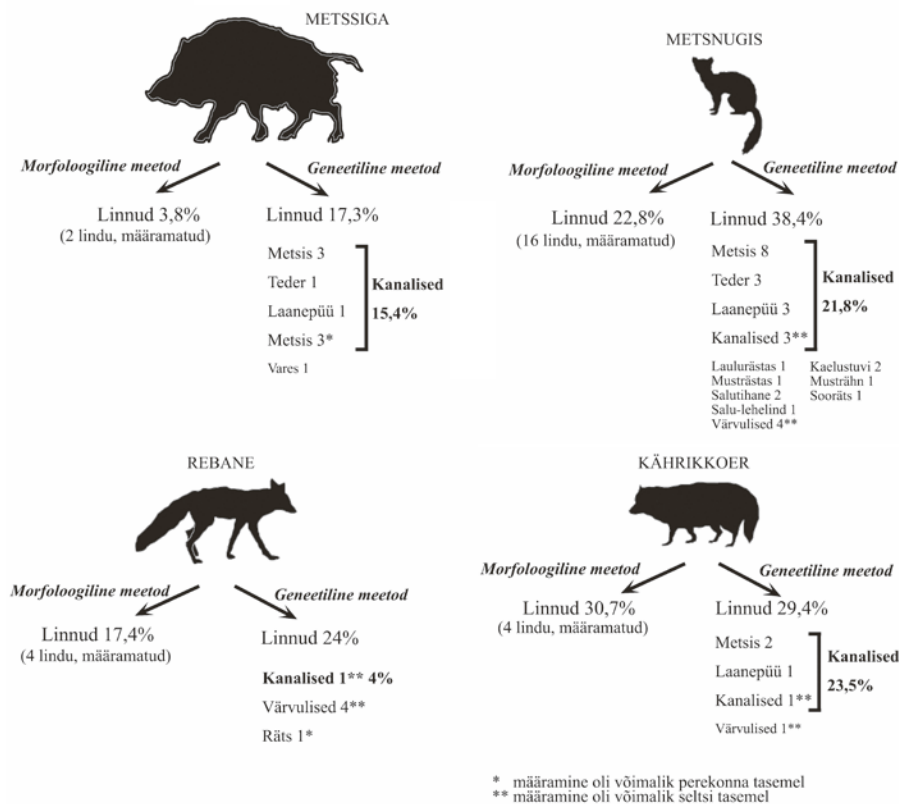 METSSIGA
Morfoloogiline meetod
Geneetiline meetod
Linnud 3,8%
(2 lindu, määramatud)
Linnud 17,3%
Metsis 3
Teder 1
Laanepüü 1
Metsis 3*
Kanalised
15,4%
Vares 1
METSNUGIS
Morfoloogiline meetod
Geneetiline meetod
Linnud 22,8%
(16 lindu, määramatud)
Linnud 38,4%
Metsis 8
Teder 3
Laanepüü 3
Kanalised 3**
Kanalised
21,8%
Laulurästas 1
Musträstas 1
Salutihane 2
Salu-lehelind 1
Värvulised 4**
Kaelustuvi 2
Musträhn 1
Sooräts 1
REBANE
Morfoloogiline meetod
Geneetiline meetod
Linnud 17,4%
(4 lindu, määramatud)
Linnud 24%
Kanalised 1** 4%
Värvulised 4**
Räts 1*
KÄHRIKKOER
Morfoloogiline meetod
Geneetiline meetod
Linnud 30,7%
(4 lindu, määramatud)
Linnud 29,4%
Metsis 2
Laanepüü 1
Kanalised 1**
Kanalised
23,5%
Värvulised 1**
* määramine oli võimalik perekonna tasemel
** määramine oli võimalik seltsi tasemel